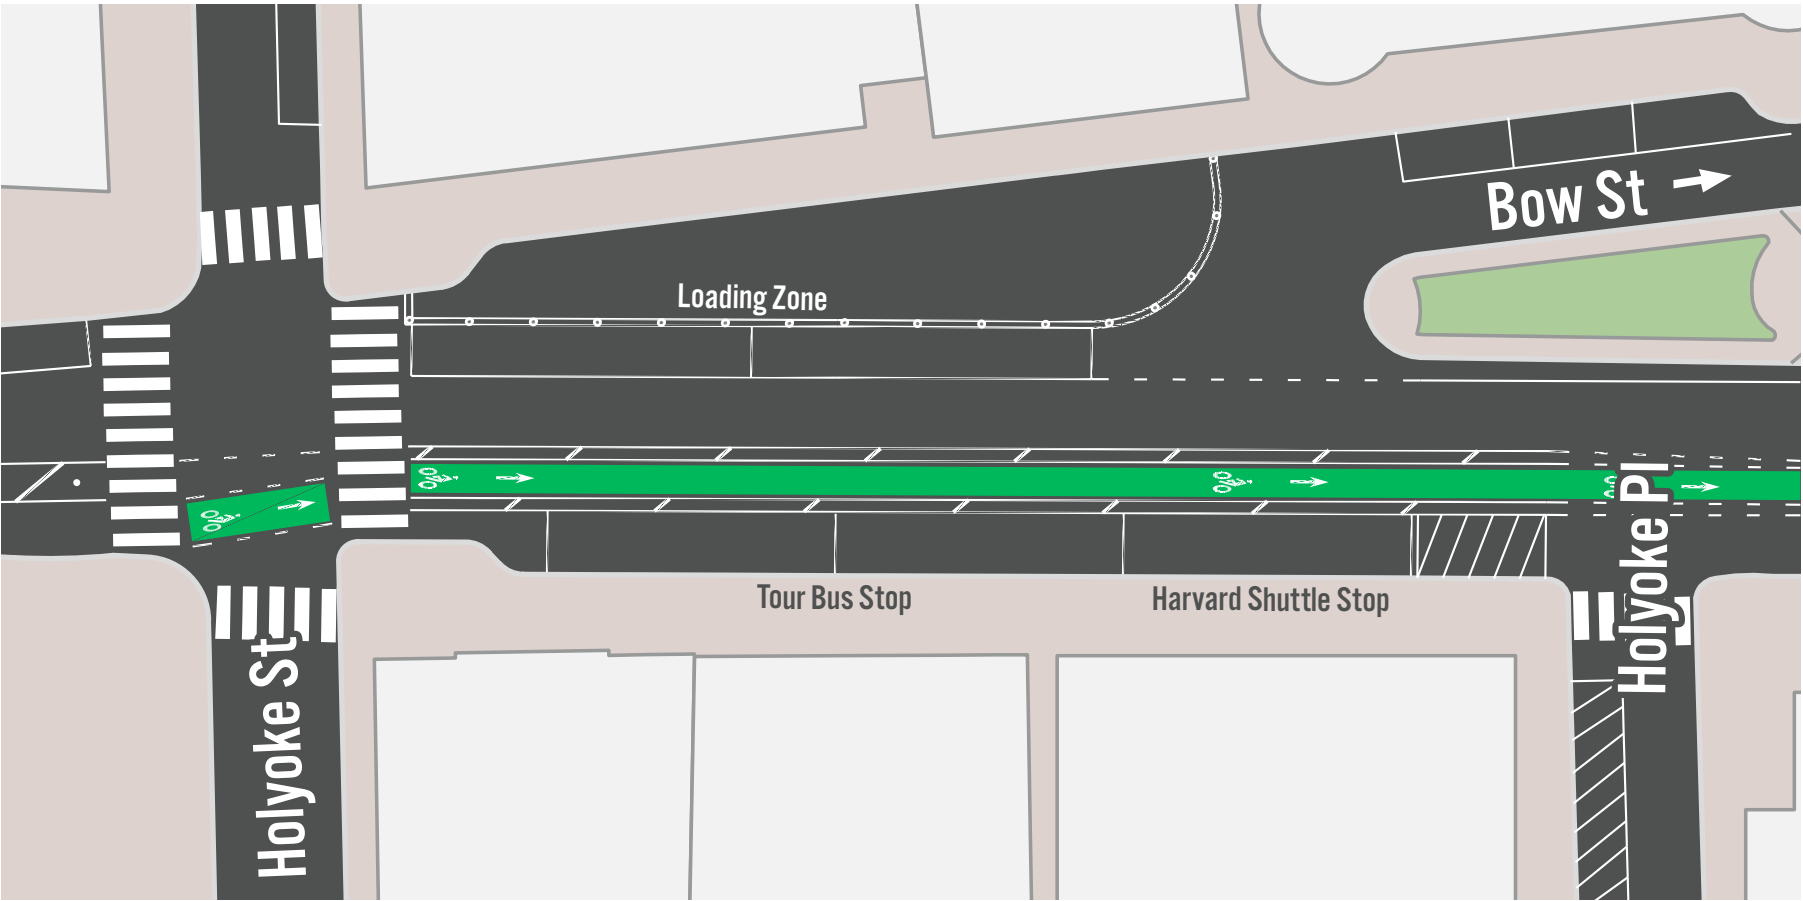 Bow St
Loading Zone
Tour Bus Stop
Harvard Shuttle Stop
Holyoke St
Holyoke Pl